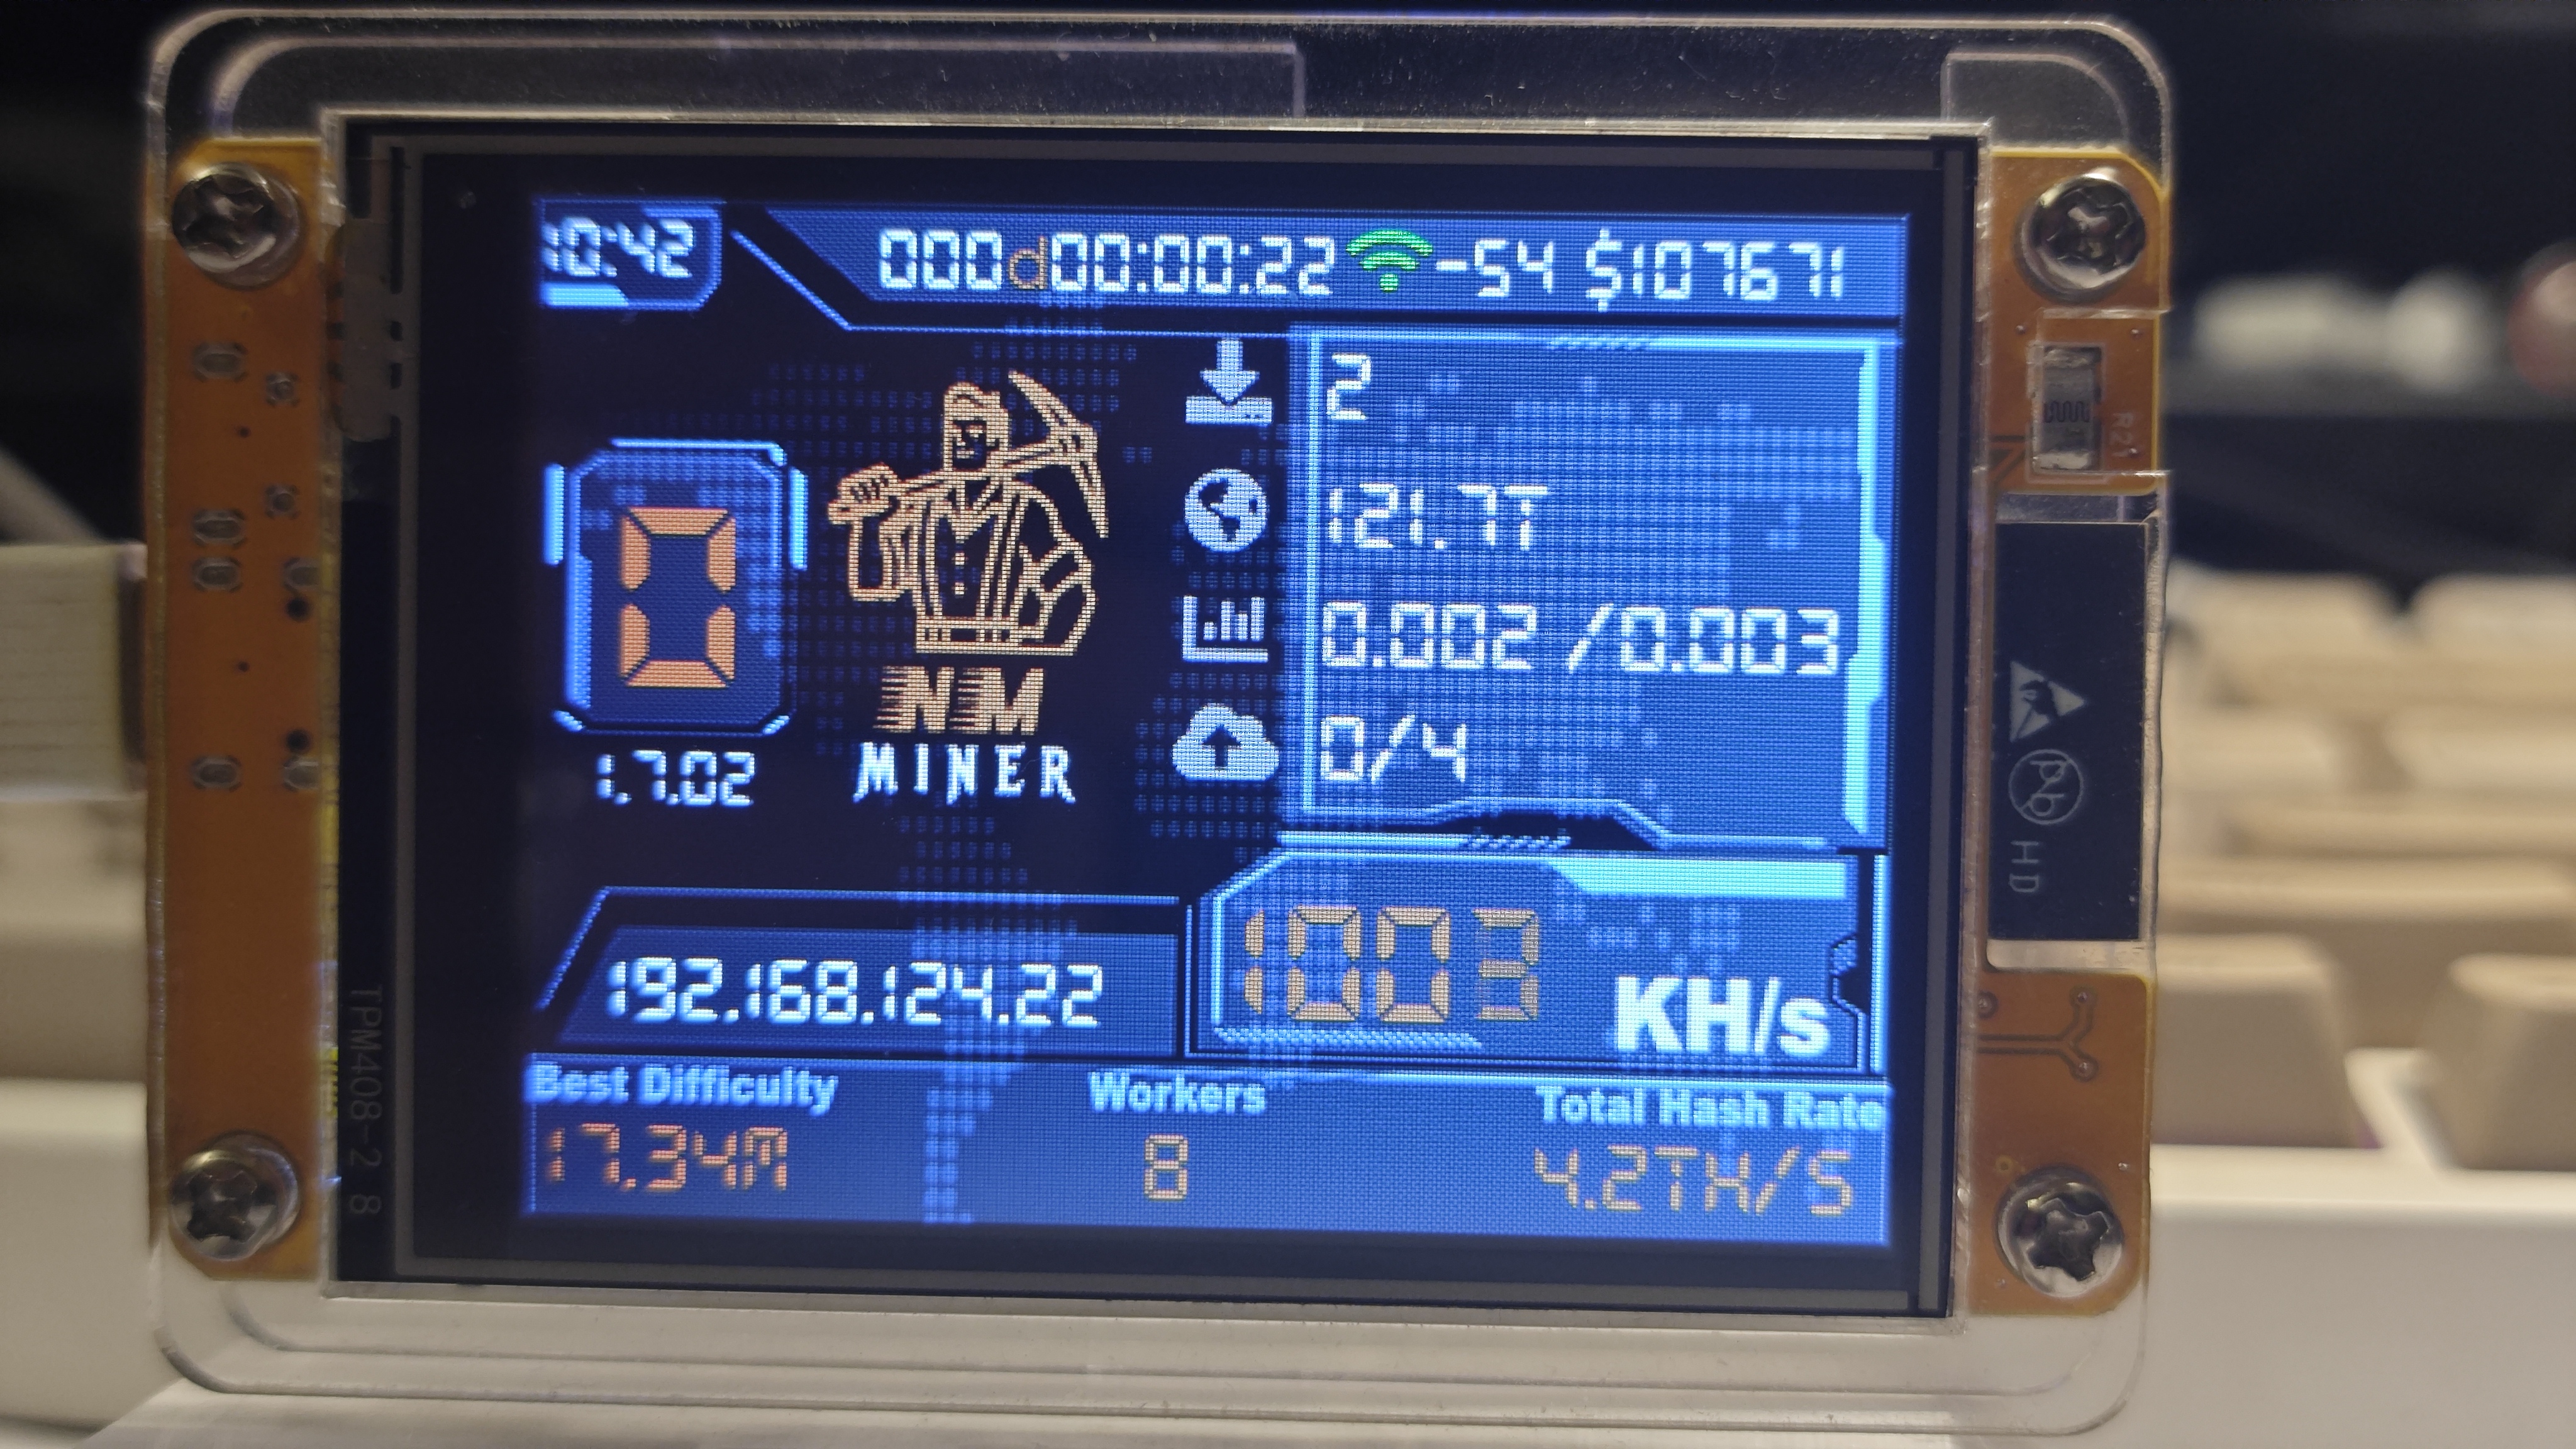 10:42 000d00:00:22 -54 $107671
2
121.7T
0.002 /0.003
0/4
0
1.7.02
NM
MINER
192.168.124.22
1003 KH/s
Best Difficulty Workers Total Hash Rate
17.34M 8 4.2TH/S
TPM408-2 8
R21
Pb
HD